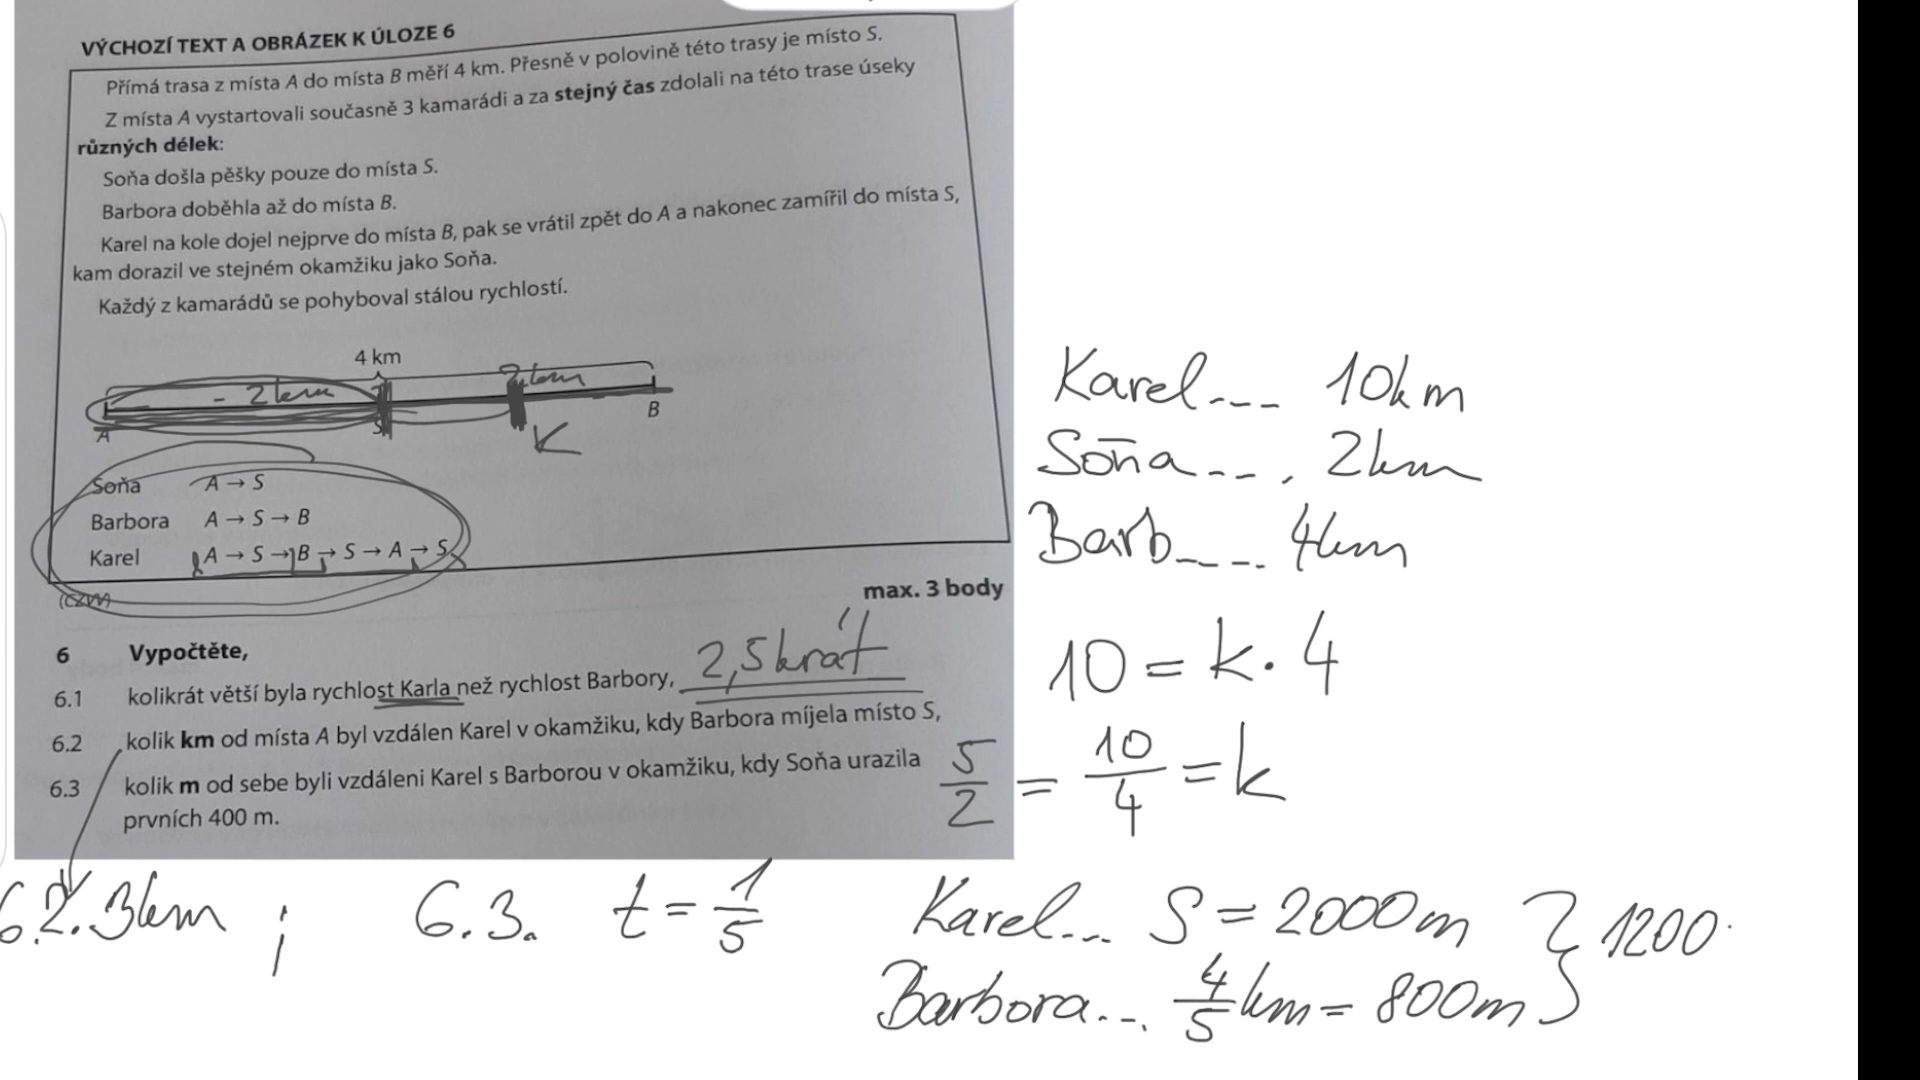 VÝCHOZÍ TEXT A OBRÁZEK K ÚLOZE 6
Přímá trasa z místa A do místa B měří 4 km. Přesně v polovině této trasy je místo S.
Z místa A vystartovali současně 3 kamarádi a za stejný čas zdolali na této trase úseky
různých délek:
Soňa došla pěšky pouze do místa S.
Barbora doběhla až do místa B.
Karel na kole dojel nejprve do místa B, pak se vrátil zpět do A a nakonec zamířil do místa S,
kam dorazil ve stejném okamžiku jako Soňa.
Každý z kamarádů se pohyboval stálou rychlostí.
4 km
- 2km 2km
A S B
K
Soňa A → S
Barbora A → S → B
Karel A → S → B → S → A → S
(CZVV)
max. 3 body
6 Vypočtěte,
6.1 kolikrát větší byla rychlost Karla než rychlost Barbory, 2,5krát
6.2 kolik km od místa A byl vzdálen Karel v okamžiku, kdy Barbora míjela místo S,
6.3 kolik m od sebe byli vzdáleni Karel s Barborou v okamžiku, kdy Soňa urazila
prvních 400 m.
Karel--- 10km
Soňa--. 2km
Barb---- 4km
10 = k · 4
5/2 = 10/4 = k
6.2. 3km ;
6.3. t = 1/5
Karel... S = 2000m } 1200
Barbora... 4/5 km = 800m